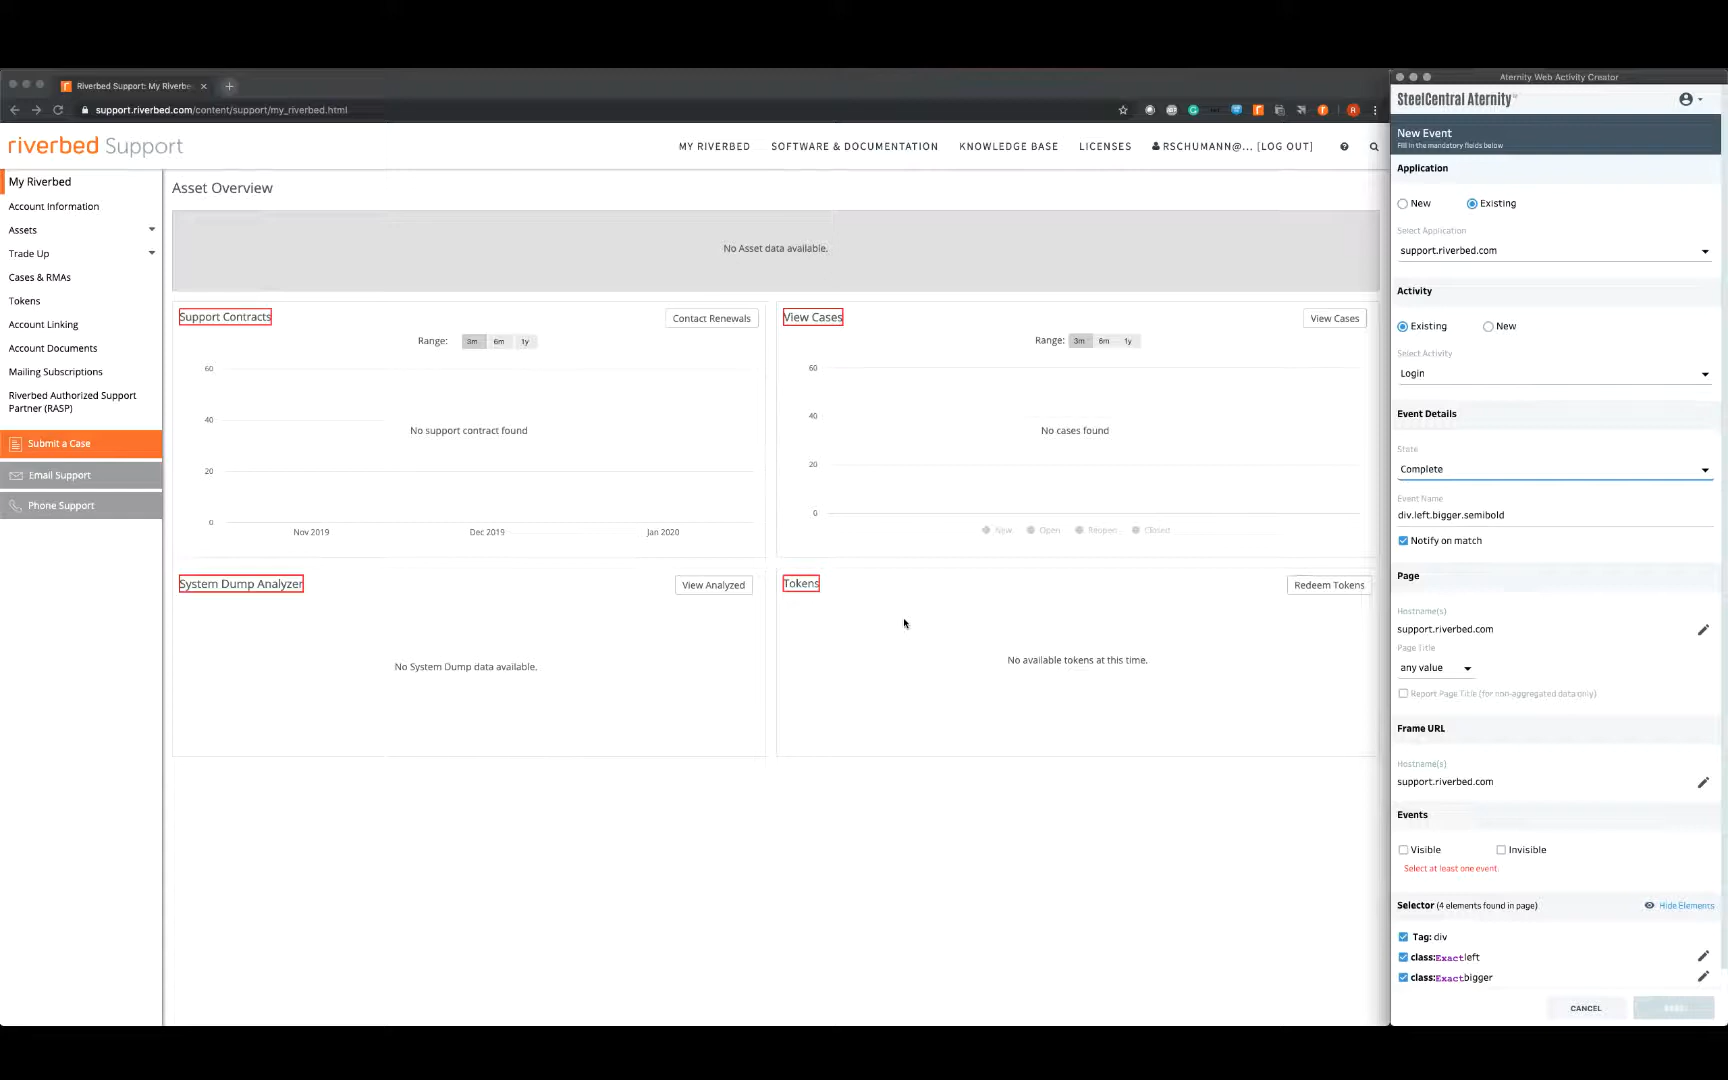 Riverbed Support: My Riverbe
support.riverbed.com/content/support/my_riverbed.html
riverbed Support
MY RIVERBED
SOFTWARE & DOCUMENTATION
KNOWLEDGE BASE
LICENSES
RSCHUMANN@... [LOG OUT]
My Riverbed
Account Information
Assets
Trade Up
Cases & RMAs
Tokens
Account Linking
Account Documents
Mailing Subscriptions
Riverbed Authorized Support
Partner (RASP)
Submit a Case
Email Support
Phone Support
Asset Overview
No Asset data available.
Support Contracts
Contact Renewals
Range: 3m 6m 1y
60
40
20
0
No support contract found
Nov 2019 Dec 2019 Jan 2020
View Cases
View Cases
Range: 3m 6m 1y
60
40
20
0
No cases found
New Open Reopen Closed
System Dump Analyzer
View Analyzed
No System Dump data available.
Tokens
Redeem Tokens
No available tokens at this time.
Aternity Web Activity Creator
SteelCentral Aternity
New Event
Fill in the mandatory fields below
Application
New Existing
Select Application
support.riverbed.com
Activity
Existing New
Select Activity
Login
Event Details
State
Complete
Event Name
div.left.bigger.semibold
Notify on match
Page
Hostname(s)
support.riverbed.com
Page Title
any value
Report Page Title (for non-aggregated data only)
Frame URL
Hostname(s)
support.riverbed.com
Events
Visible Invisible
Select at least one event.
Selector (4 elements found in page) Hide Elements
Tag: div
class:Exactleft
class:Exactbigger
CANCEL